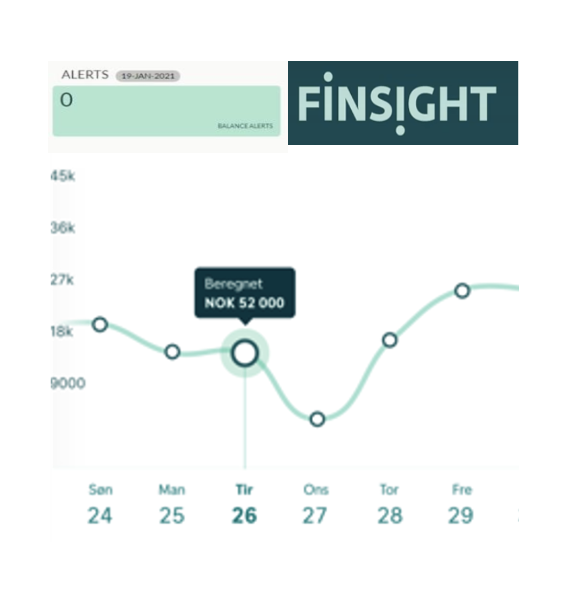 ALERTS 19-JAN-2021
0
BALANCE ALERTS
FINSIGHT
45k
36k
27k
18k
9000
Beregnet
NOK 52 000
Søn Man Tir Ons Tor Fre
24 25 26 27 28 29